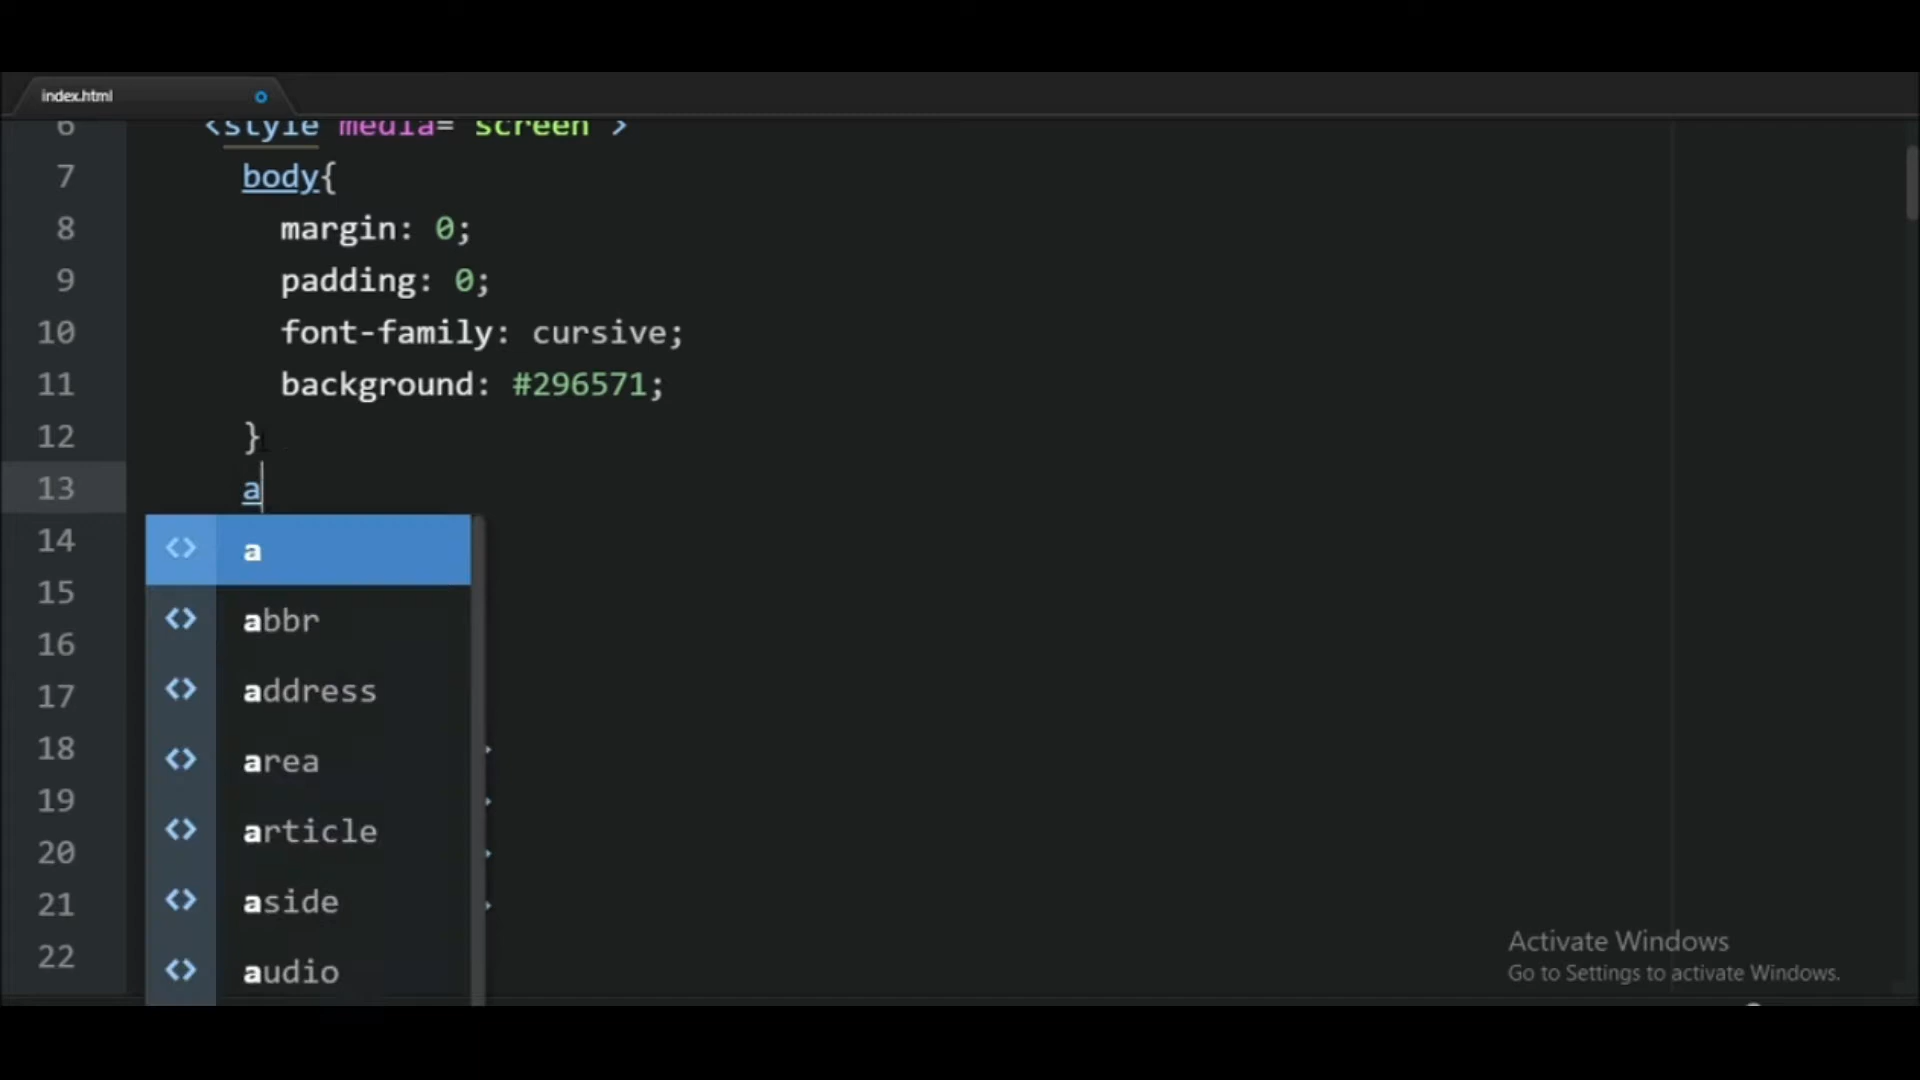 index.html
6 <style media="screen">
7 body{
8 margin: 0;
9 padding: 0;
10 font-family: cursive;
11 background: #296571;
12 }
13 a
14 <> a
15 <> abbr
16 <> address
17
18 <> area
19 <> article
20
21 <> aside
22 <> audio
Activate Windows
Go to Settings to activate Windows.